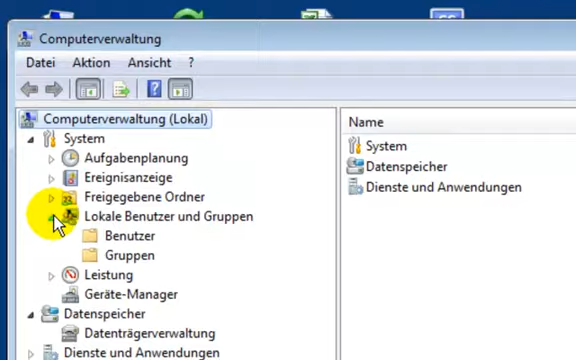 Computerverwaltung
Datei Aktion Ansicht ?
Computerverwaltung (Lokal)
System
Aufgabenplanung
Ereignisanzeige
Freigegebene Ordner
Lokale Benutzer und Gruppen
Benutzer
Gruppen
Leistung
Geräte-Manager
Datenspeicher
Datenträgerverwaltung
Dienste und Anwendungen
Name
System
Datenspeicher
Dienste und Anwendungen